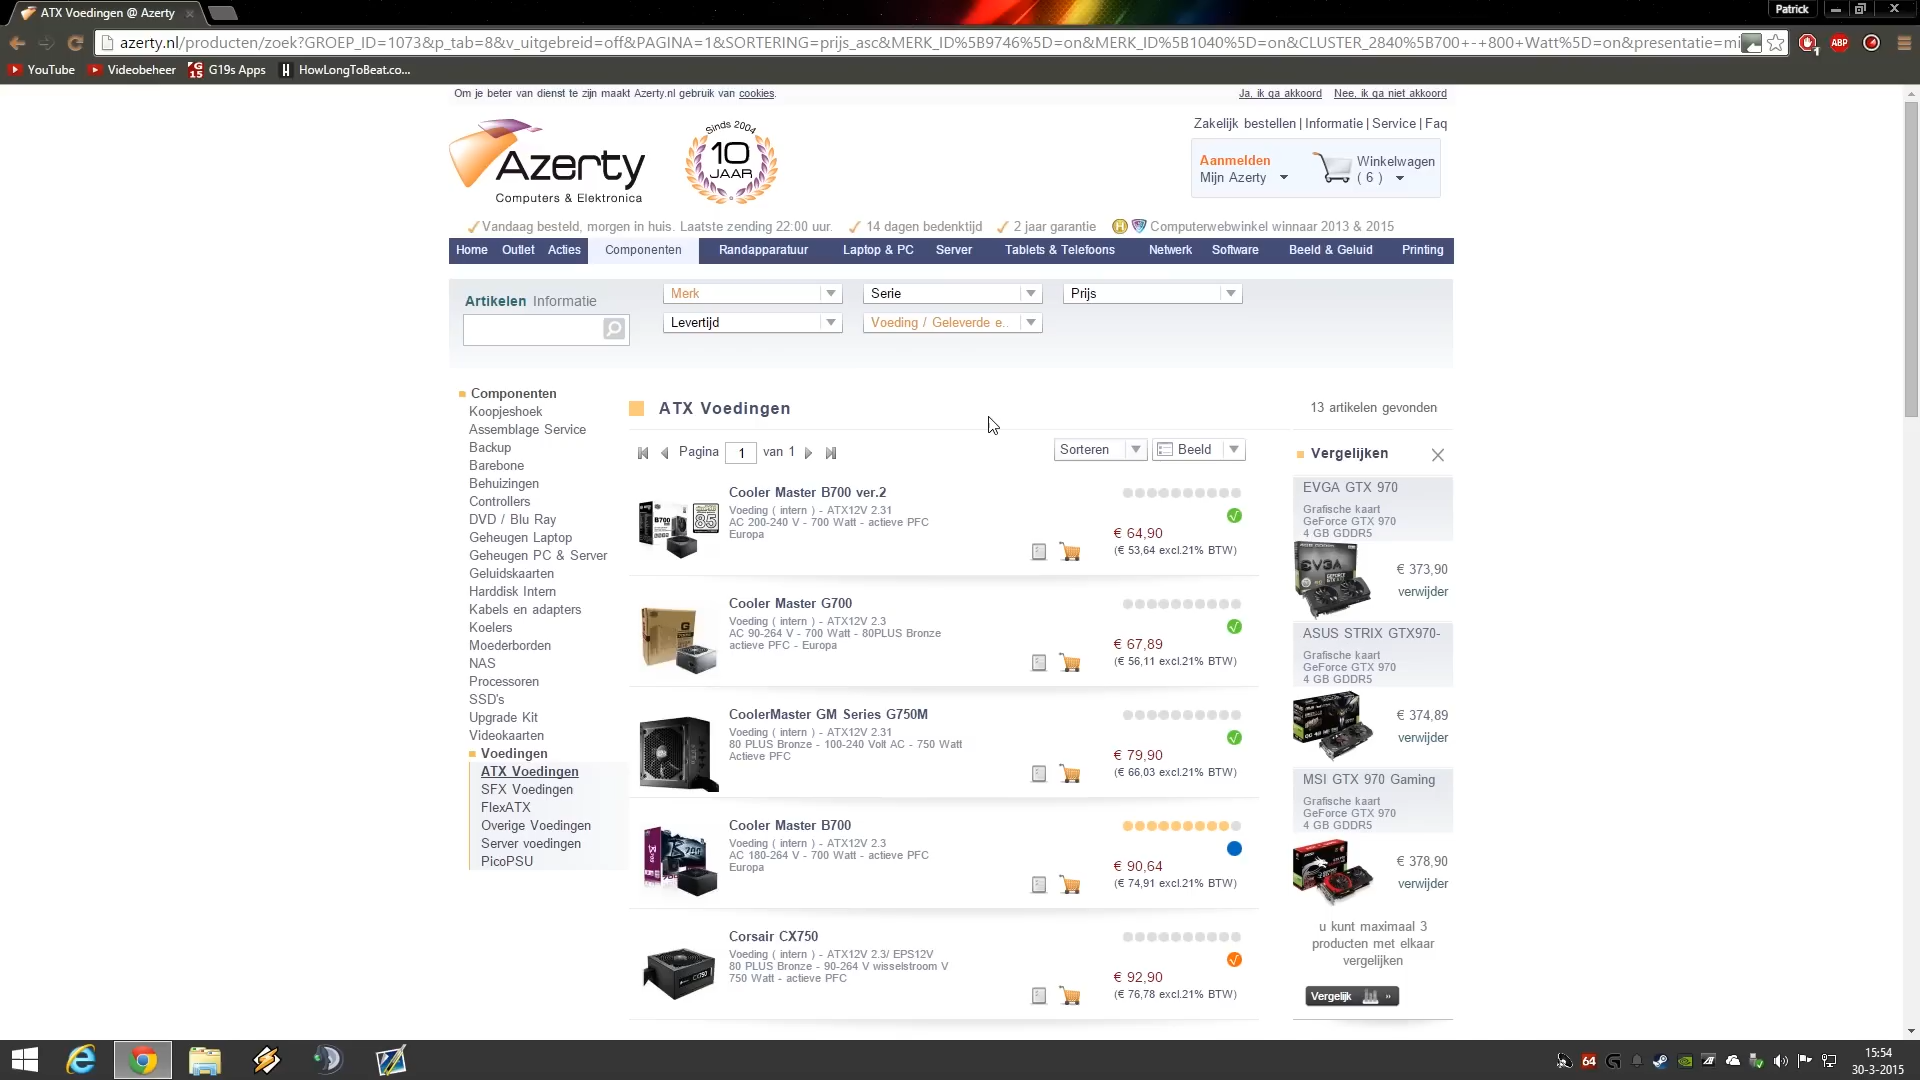 ATX Voedingen @ Azerty
Patrick
azerty.nl/producten/zoek?GROEP_ID=1073&p_tab=8&v_uitgebreid=off&PAGINA=1&SORTERING=prijs_asc&MERK_ID%5B9746%5D=on&MERK_ID%5B1040%5D=on&CLUSTER_2840%5B700+-+800+Watt%5D=on&presentatie=mi
YouTube Videobeheer G19s Apps HowLongToBeat.co...
Om je beter van dienst te zijn maakt Azerty.nl gebruik van cookies.
Ja, ik ga akkoord Nee, ik ga niet akkoord
Azerty
Computers & Elektronica
Sinds 2004
10
JAAR
Zakelijk bestellen | Informatie | Service | Faq
Aanmelden
Mijn Azerty
Winkelwagen
( 6 )
Vandaag besteld, morgen in huis. Laatste zending 22:00 uur. 14 dagen bedenktijd 2 jaar garantie Computerwebwinkel winnaar 2013 & 2015
Home Outlet Acties Componenten Randapparatuur Laptop & PC Server Tablets & Telefoons Netwerk Software Beeld & Geluid Printing
Artikelen Informatie
Merk Serie Prijs
Levertijd Voeding / Geleverde e..
Componenten
Koopjeshoek
Assemblage Service
Backup
Barebone
Behuizingen
Controllers
DVD / Blu Ray
Geheugen Laptop
Geheugen PC & Server
Geluidskaarten
Harddisk Intern
Kabels en adapters
Koelers
Moederborden
NAS
Processoren
SSD's
Upgrade Kit
Videokaarten
Voedingen
ATX Voedingen
SFX Voedingen
FlexATX
Overige Voedingen
Server voedingen
PicoPSU
ATX Voedingen
13 artikelen gevonden
Pagina 1 van 1
Sorteren Beeld
Cooler Master B700 ver.2
Voeding ( intern ) - ATX12V 2.31
AC 200-240 V - 700 Watt - actieve PFC
Europa
€ 64,90
(€ 53,64 excl.21% BTW)
Cooler Master G700
Voeding ( intern ) - ATX12V 2.3
AC 90-264 V - 700 Watt - 80PLUS Bronze
actieve PFC - Europa
€ 67,89
(€ 56,11 excl.21% BTW)
CoolerMaster GM Series G750M
Voeding ( intern ) - ATX12V 2.31
80 PLUS Bronze - 100-240 Volt AC - 750 Watt
Actieve PFC
€ 79,90
(€ 66,03 excl.21% BTW)
Cooler Master B700
Voeding ( intern ) - ATX12V 2.3
AC 180-264 V - 700 Watt - actieve PFC
Europa
€ 90,64
(€ 74,91 excl.21% BTW)
Corsair CX750
Voeding ( intern ) - ATX12V 2.3/ EPS12V
80 PLUS Bronze - 90-264 V wisselstroom V
750 Watt - actieve PFC
€ 92,90
(€ 76,78 excl.21% BTW)
Vergelijken
EVGA GTX 970
Grafische kaart
GeForce GTX 970
4 GB GDDR5
€ 373,90
verwijder
ASUS STRIX GTX970-
Grafische kaart
GeForce GTX 970
4 GB GDDR5
€ 374,89
verwijder
MSI GTX 970 Gaming
Grafische kaart
GeForce GTX 970
4 GB GDDR5
€ 378,90
verwijder
u kunt maximaal 3
producten met elkaar
vergelijken
Vergelijk »
64
15:54
30-3-2015